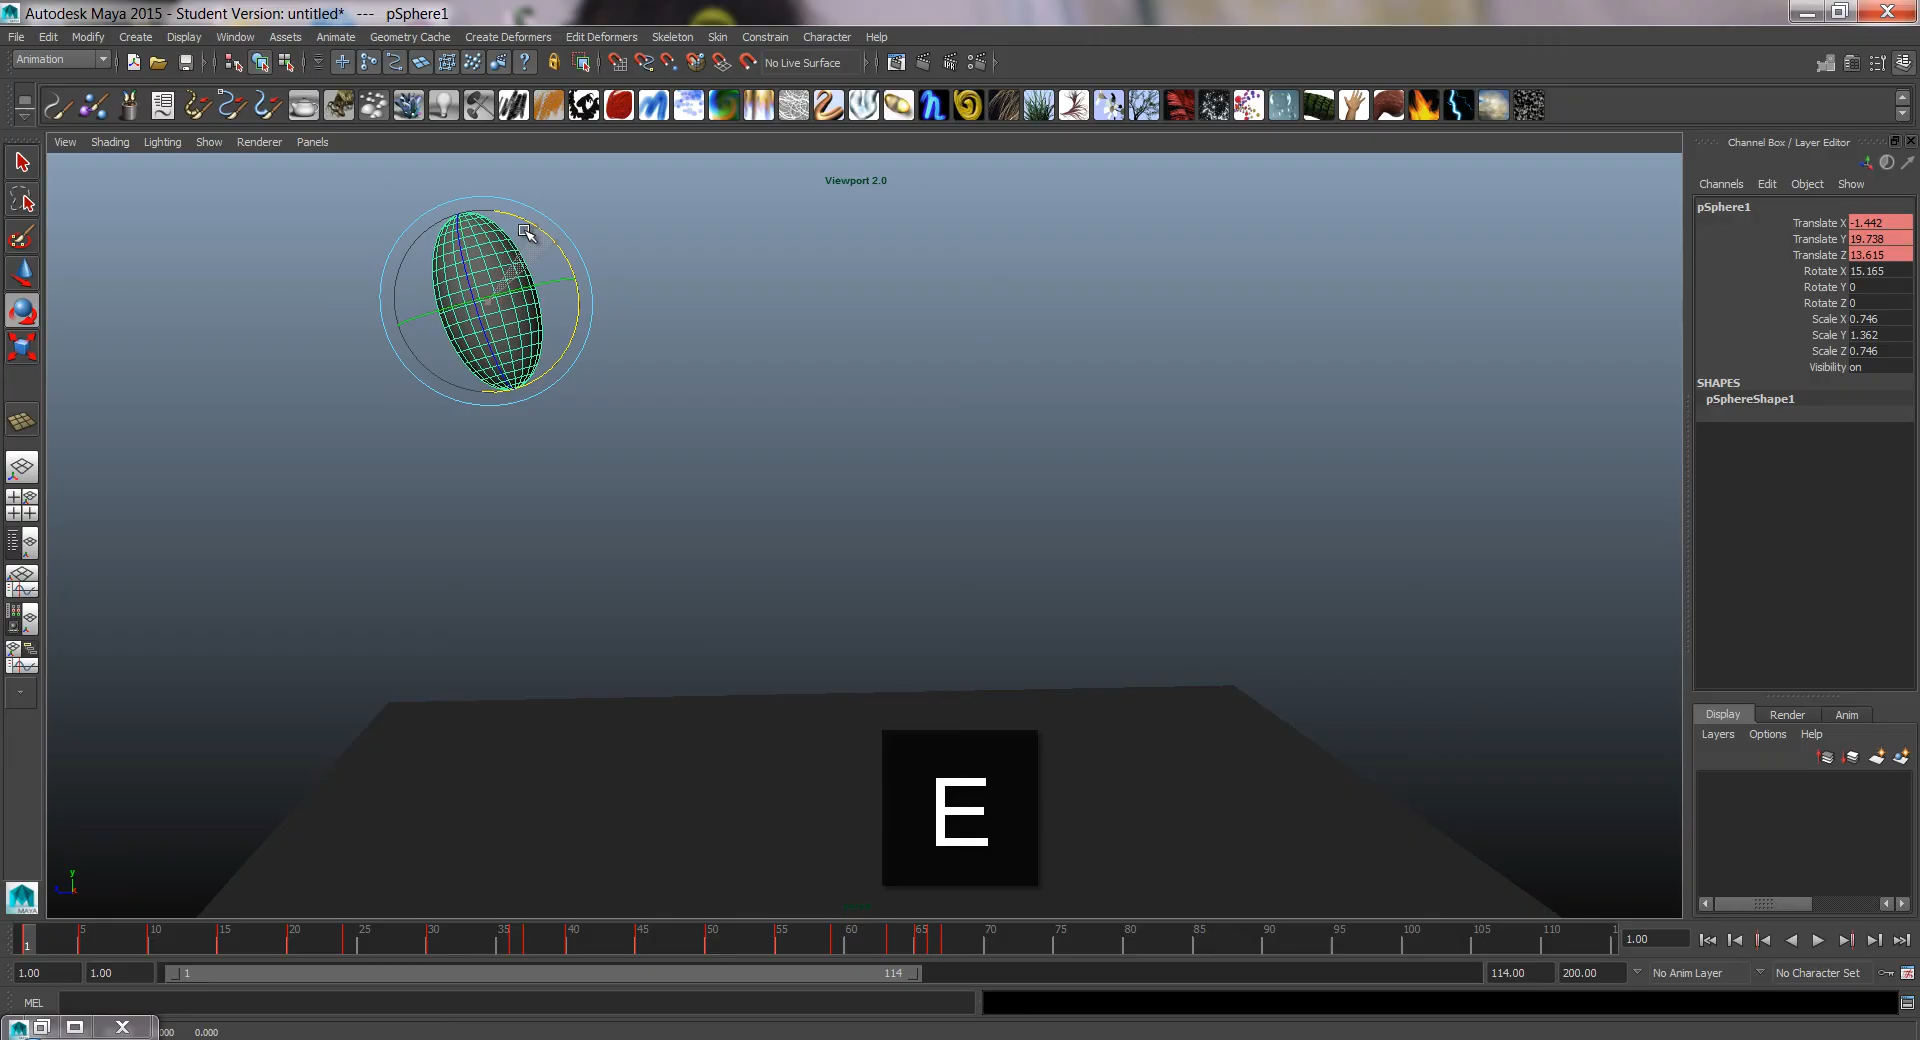 Autodesk Maya 2015 - Student Version: untitled* --- pSphere1
File Edit Modify Create Display Window Assets Animate Geometry Cache Create Deformers Edit Deformers Skeleton Skin Constrain Character Help
Animation
No Live Surface
View Shading Lighting Show Renderer Panels
Viewport 2.0
Channel Box / Layer Editor
Channels Edit Object Show
pSphere1
Translate X -1.442
Translate Y 19.738
Translate Z 13.615
Rotate X 15.165
Rotate Y 0
Rotate Z 0
Scale X 0.746
Scale Y 1.362
Scale Z 0.746
Visibility on
SHAPES
pSphereShape1
E
y
Display Render Anim
Layers Options Help
MAYA
1 5 10 15 20 25 30 35 40 45 50 55 60 65 70 75 80 85 90 95 100 105 110 1
1.00
1.00 1.00 1 114 114.00 200.00 No Anim Layer No Character Set
MEL
000 0.000